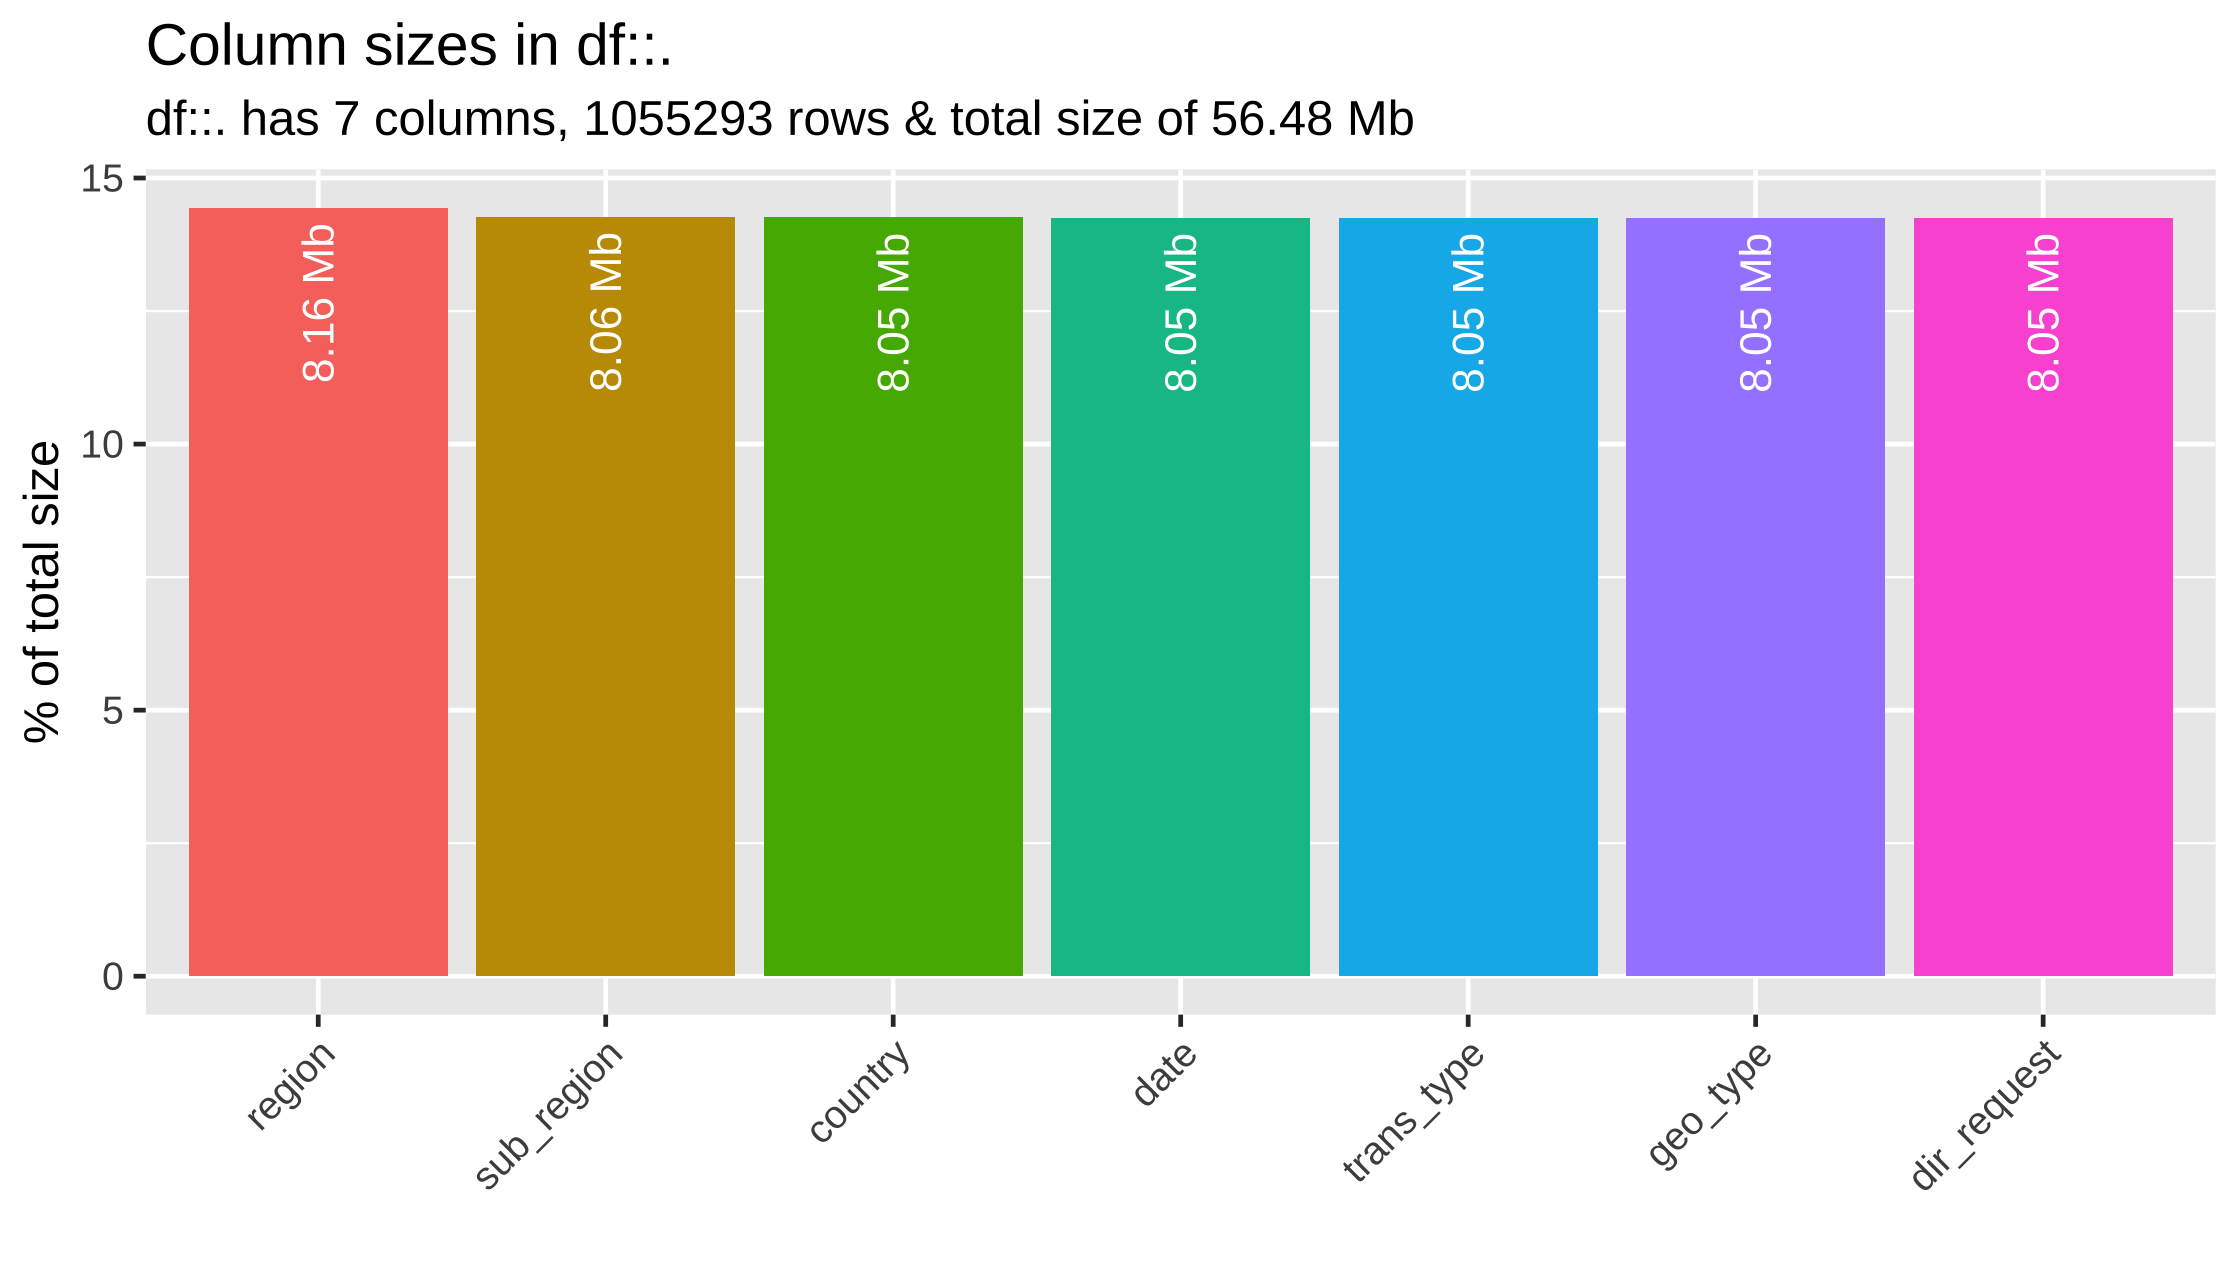 Column sizes in df::.
df::. has 7 columns, 1055293 rows & total size of 56.48 Mb
% of total size
15
10
5
0
8.16 Mb
8.06 Mb
8.05 Mb
8.05 Mb
8.05 Mb
8.05 Mb
8.05 Mb
region
sub_region
country
date
trans_type
geo_type
dir_request